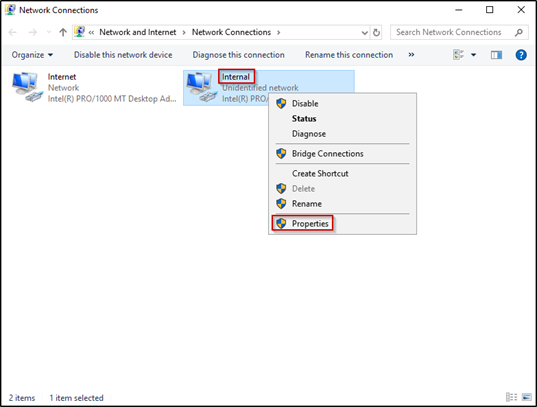 Network Connections
« Network and Internet > Network Connections >
Search Network Connections
Organize Disable this network device Diagnose this connection Rename this connection »
Internet
Network
Intel(R) PRO/1000 MT Desktop Ad...
Internal
Unidentified network
Intel(R) PRO/
Disable
Status
Diagnose
Bridge Connections
Create Shortcut
Delete
Rename
Properties
2 items 1 item selected